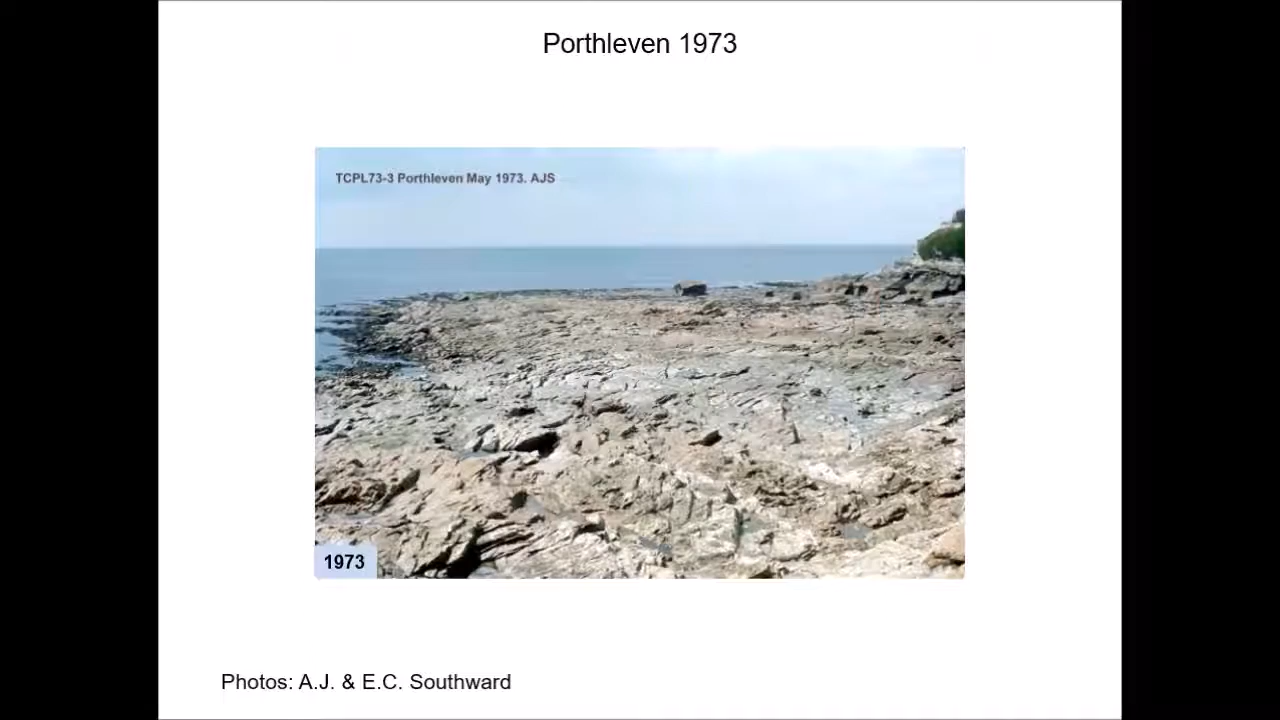 Porthleven 1973
TCPL73-3 Porthleven May 1973. AJS
1973
Photos: A.J. & E.C. Southward